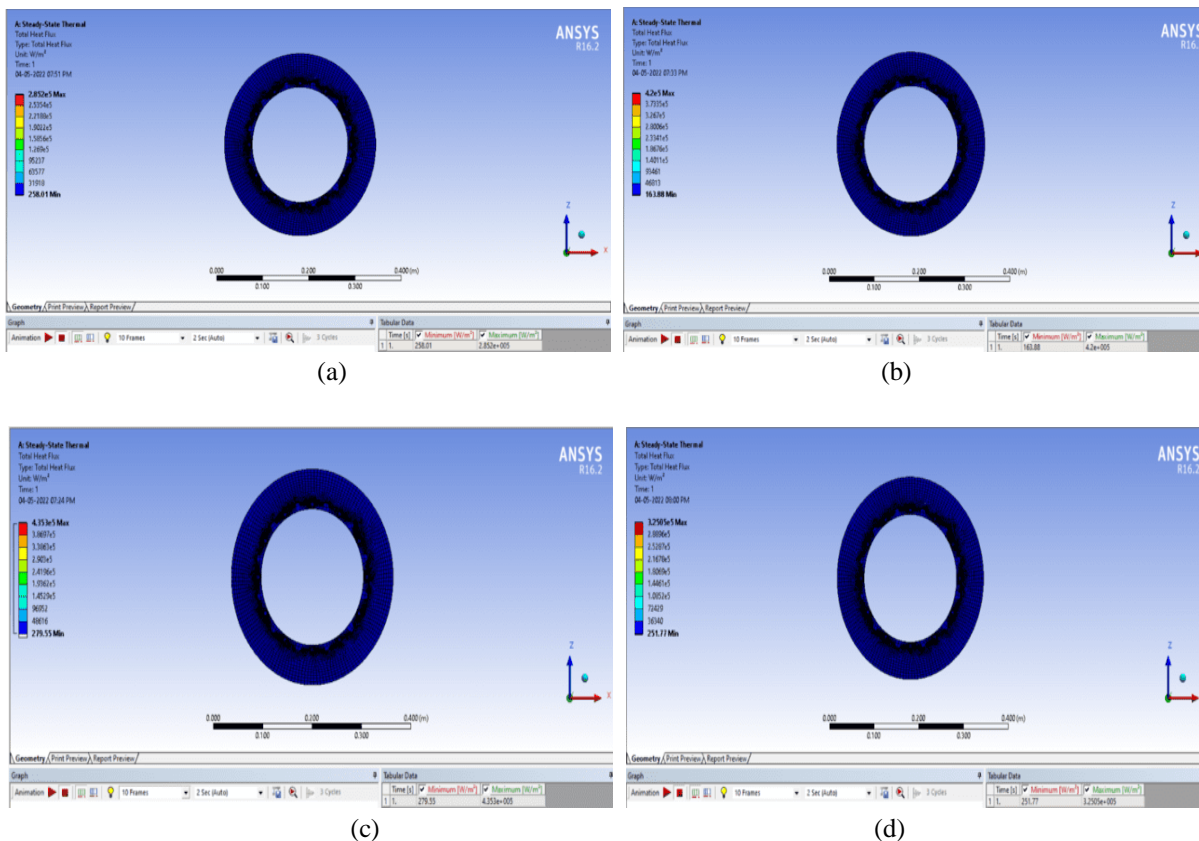 A: Steady-State Thermal
Total Heat Flux
Type: Total Heat Flux
Unit: W/m²
Time: 1
04-05-2022 07:51 PM
2.852e5 Max
2.5354e5
2.2188e5
1.9022e5
1.5856e5
1.269e5
95237
63577
31918
258.01 Min
ANSYS
R16.2
Z
X
0.000
0.200
0.400 (m)
0.100
0.300
Geometry Print Preview Report Preview
Graph
Animation
10 Frames
2 Sec (Auto)
3 Cycles
Tabular Data
Time [s] Minimum [W/m²] Maximum [W/m²]
1 1. 258.01 2.852e+005
(a)
A: Steady-State Thermal
Total Heat Flux
Type: Total Heat Flux
Unit: W/m²
Time: 1
04-05-2022 07:33 PM
4.2e5 Max
3.7335e5
3.267e5
2.8006e5
2.3341e5
1.8676e5
1.4011e5
93461
46813
163.88 Min
ANSYS
R16.2
Z
0.000
0.200
0.400 (m)
0.100
0.300
Geometry Print Preview Report Preview
Graph
Animation
10 Frames
2 Sec (Auto)
3 Cycles
Tabular Data
Time [s] Minimum [W/m²] Maximum [W/m²]
1 1. 163.88 4.2e+005
(b)
A: Steady-State Thermal
Total Heat Flux
Type: Total Heat Flux
Unit: W/m²
Time: 1
04-05-2022 07:24 PM
4.353e5 Max
3.8697e5
3.3863e5
2.903e5
2.4196e5
1.9362e5
1.4529e5
96952
48616
279.55 Min
ANSYS
R16.2
Z
X
0.000
0.200
0.400 (m)
0.100
0.300
Geometry Print Preview Report Preview
Graph
Animation
10 Frames
2 Sec (Auto)
3 Cycles
Tabular Data
Time [s] Minimum [W/m²] Maximum [W/m²]
1 1. 279.55 4.353e+005
(c)
A: Steady-State Thermal
Total Heat Flux
Type: Total Heat Flux
Unit: W/m²
Time: 1
04-05-2022 08:00 PM
3.2505e5 Max
2.8896e5
2.5287e5
2.1678e5
1.8069e5
1.4461e5
1.0852e5
72429
36340
251.77 Min
ANSYS
R16.2
Z
0.000
0.200
0.400 (m)
0.100
0.300
Geometry Print Preview Report Preview
Graph
Animation
10 Frames
2 Sec (Auto)
3 Cycles
Tabular Data
Time [s] Minimum [W/m²] Maximum [W/m²]
1 1. 251.77 3.2505e+005
(d)